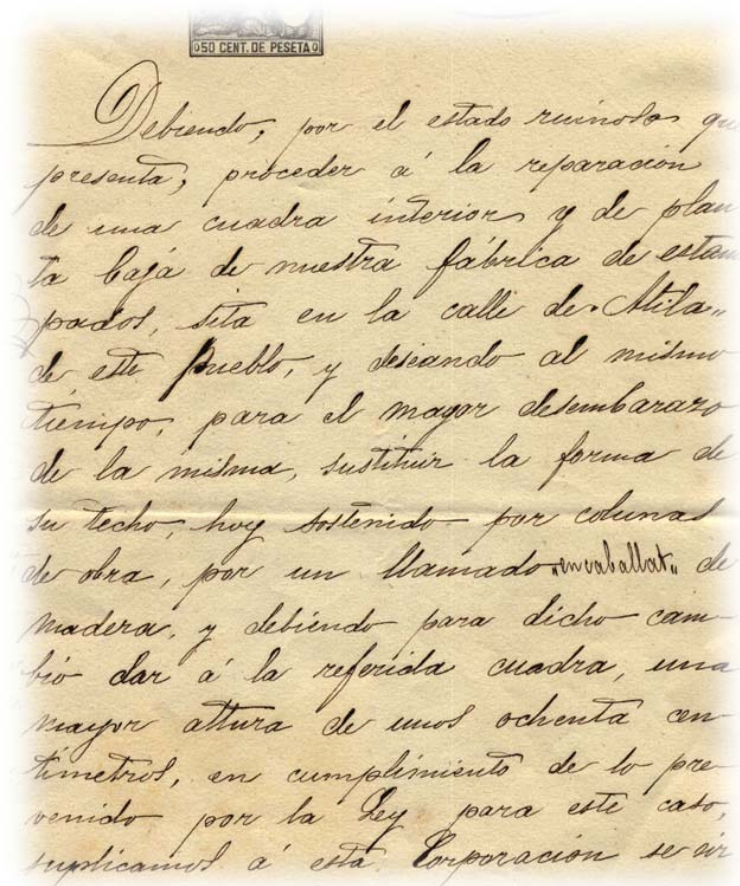 50 CENT. DE PESETA
Debiendo, por el estado ruinoso que
presenta, proceder á la reparación
de una cuadra interior y de plan
ta baja de nuestra fábrica de estam
pados, sita en la calle de Atila„
de este pueblo, y deseando al mismo
tiempo, para el mayor desembarazo
de la misma, sustituir la forma de
su techo, hoy sostenido por colunas
de obra, por un llamado „encaballat„ de
madera, y debiendo para dicho cam-
bio dar á la referida cuadra, una
mayor altura de unos ochenta cen-
timetros, en cumplimiento de lo pre-
venido por la Ley para este caso,
suplicamos á esta Corporación se sir